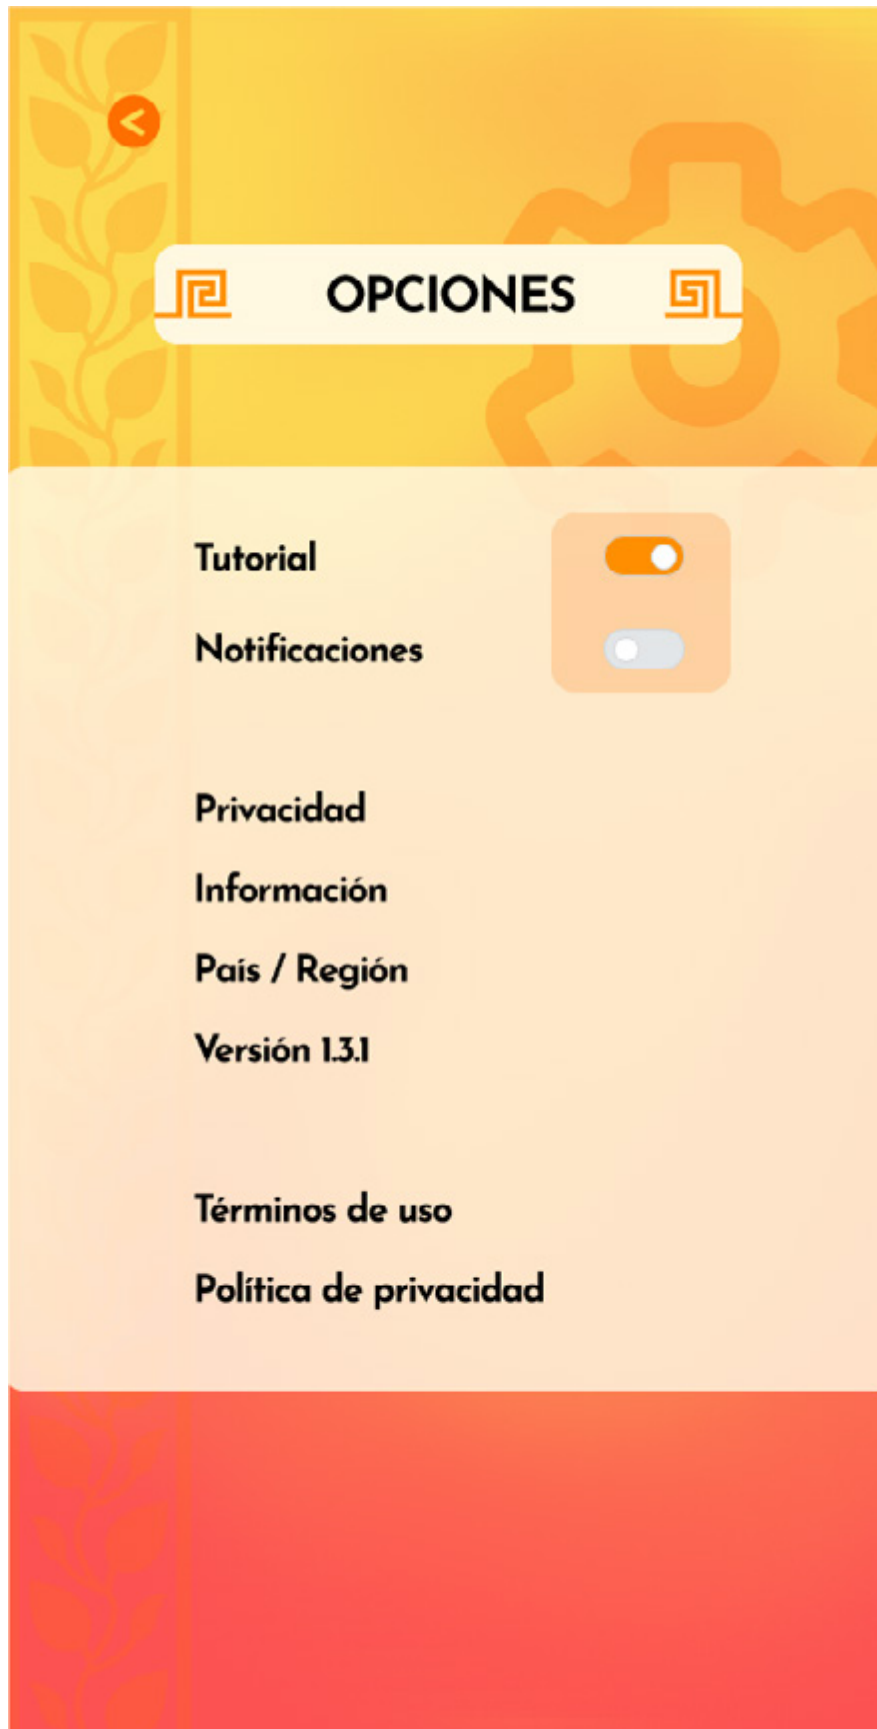 OPCIONES
Tutorial
Notificaciones
Privacidad
Información
País / Región
Versión 1.3.1
Términos de uso
Política de privacidad